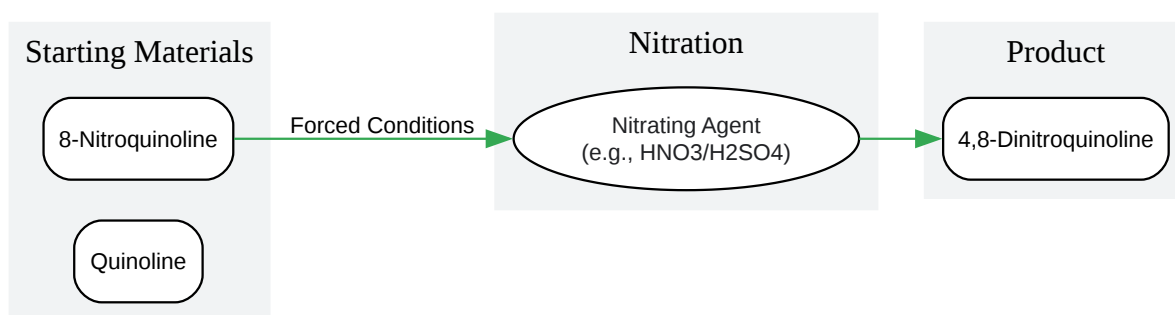 Starting Materials
8-Nitroquinoline
Quinoline
Forced Conditions
Nitration
Nitrating Agent
(e.g., HNO3/H2SO4)
Product
4,8-Dinitroquinoline